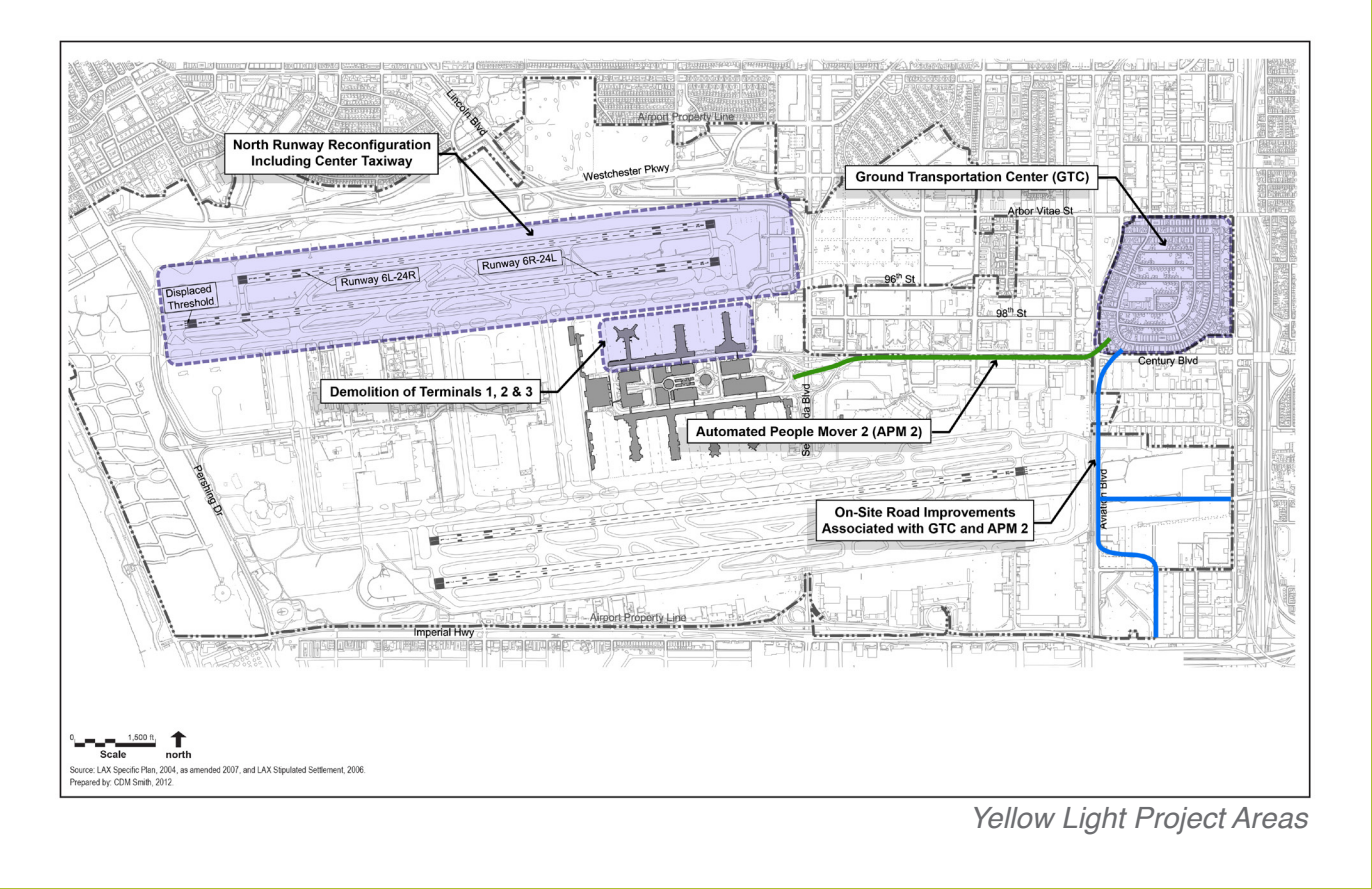 Lincoln Blvd
Airport Property Line
North Runway Reconfiguration
Including Center Taxiway
Westchester Pkwy
Ground Transportation Center (GTC)
Arbor Vitae St
Runway 6R-24L
Runway 6L-24R
96th St
Displaced
Threshold
98th St
Century Blvd
Demolition of Terminals 1, 2 & 3
Automated People Mover 2 (APM 2)
Pershing Dr
Aviation Blvd
On-Site Road Improvements
Associated with GTC and APM 2
Airport Property Line
Imperial Hwy
0 1,500 ft.
Scale north
Source: LAX Specific Plan, 2004, as amended 2007, and LAX Stipulated Settlement, 2006.
Prepared by: CDM Smith, 2012.
Yellow Light Project Areas